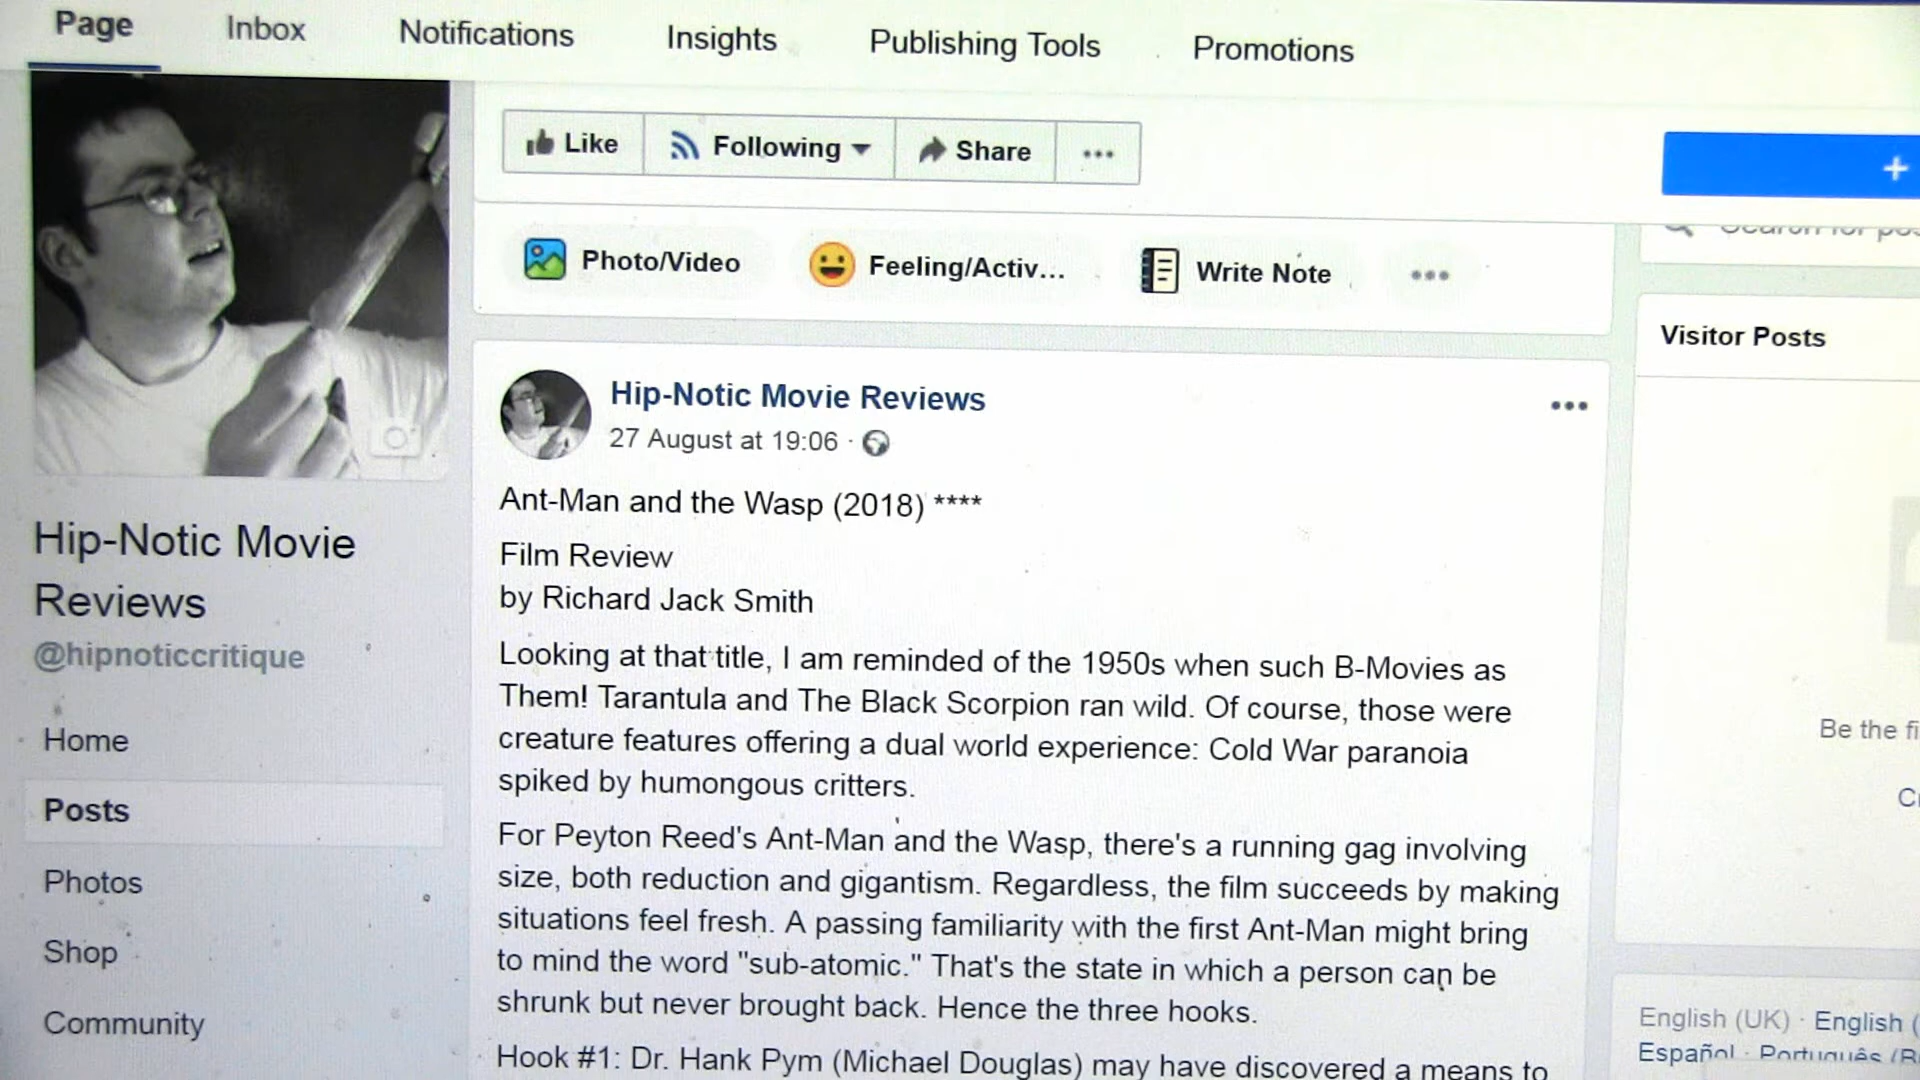 Page
Inbox
Notifications
Insights
Publishing Tools
Promotions
Like
Following
Share
+
Photo/Video
Feeling/Activ...
Write Note
Search for
Visitor Posts
Hip-Notic Movie Reviews
27 August at 19:06 ·
Ant-Man and the Wasp (2018) ****
Film Review
by Richard Jack Smith
Looking at that title, I am reminded of the 1950s when such B-Movies as
Them! Tarantula and The Black Scorpion ran wild. Of course, those were
creature features offering a dual world experience: Cold War paranoia
spiked by humongous critters.
For Peyton Reed's Ant-Man and the Wasp, there's a running gag involving
size, both reduction and gigantism. Regardless, the film succeeds by making
situations feel fresh. A passing familiarity with the first Ant-Man might bring
to mind the word "sub-atomic." That's the state in which a person can be
shrunk but never brought back. Hence the three hooks.
Hook #1: Dr. Hank Pym (Michael Douglas) may have discovered a means to
Hip-Notic Movie
Reviews
@hipnoticcritique
Home
Posts
Photos
Shop
Community
Be the
English (UK) · English (
Español · Português